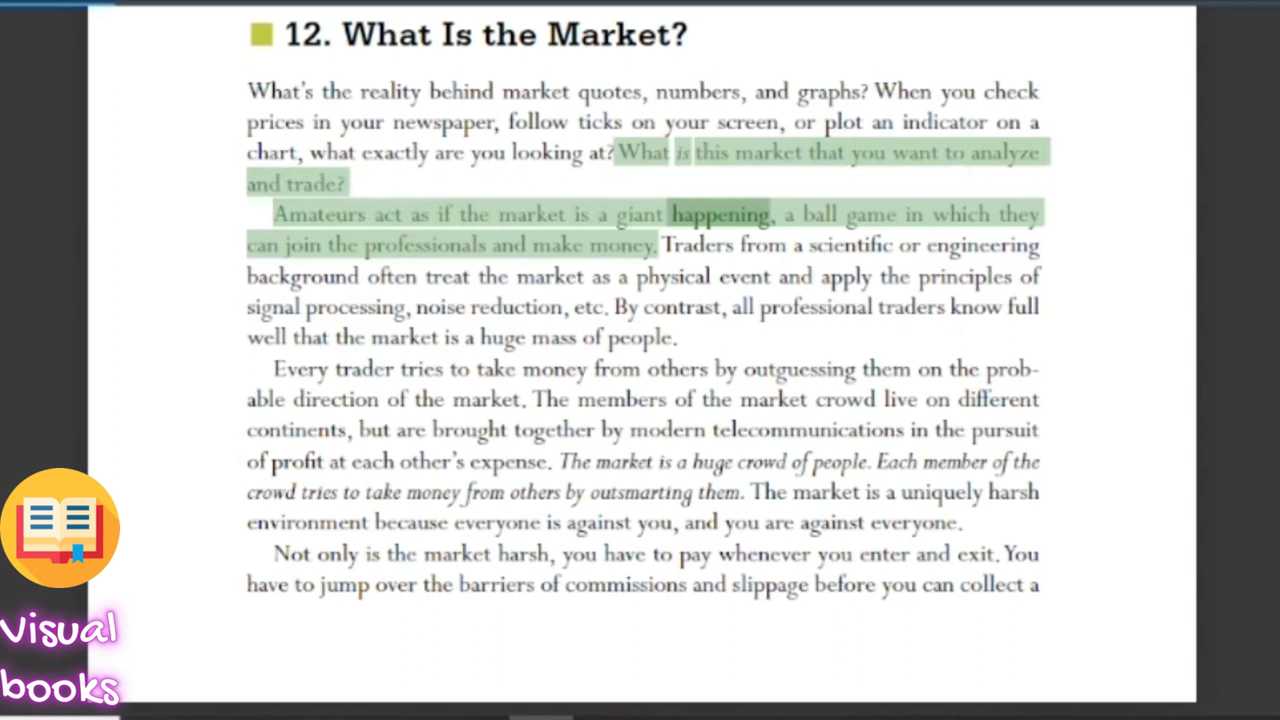 12. What Is the Market?
What's the reality behind market quotes, numbers, and graphs? When you check
prices in your newspaper, follow ticks on your screen, or plot an indicator on a
chart, what exactly are you looking at? What is this market that you want to analyze
and trade?
Amateurs act as if the market is a giant happening, a ball game in which they
can join the professionals and make money. Traders from a scientific or engineering
background often treat the market as a physical event and apply the principles of
signal processing, noise reduction, etc. By contrast, all professional traders know full
well that the market is a huge mass of people.
Every trader tries to take money from others by outguessing them on the prob-
able direction of the market. The members of the market crowd live on different
continents, but are brought together by modern telecommunications in the pursuit
of profit at each other's expense. The market is a huge crowd of people. Each member of the
crowd tries to take money from others by outsmarting them. The market is a uniquely harsh
environment because everyone is against you, and you are against everyone.
Not only is the market harsh, you have to pay whenever you enter and exit. You
have to jump over the barriers of commissions and slippage before you can collect a
Visual
books